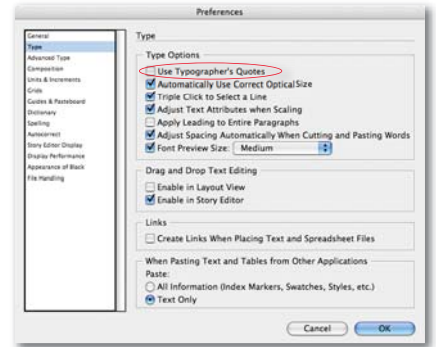 Preferences
General
Type
Advanced Type
Composition
Units & Increments
Grids
Guides & Pasteboard
Dictionary
Spelling
Autocorrect
Story Editor Display
Display Performance
Appearance of Black
File Handling
Type
Type Options
Use Typographer's Quotes
Automatically Use Correct Optical Size
Triple Click to Select a Line
Adjust Text Attributes when Scaling
Apply Leading to Entire Paragraphs
Adjust Spacing Automatically When Cutting and Pasting Words
Font Preview Size: Medium
Drag and Drop Text Editing
Enable in Layout View
Enable in Story Editor
Links
Create Links When Placing Text and Spreadsheet Files
When Pasting Text and Tables from Other Applications
Paste:
All Information (Index Markers, Swatches, Styles, etc.)
Text Only
Cancel OK